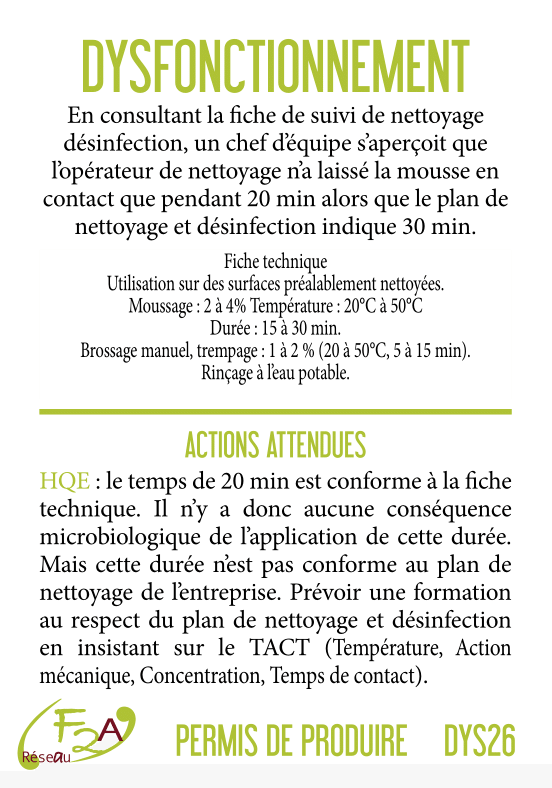 DYSFONCTIONNEMENT
En consultant la fiche de suivi de nettoyage
désinfection, un chef d'équipe s'aperçoit que
l'opérateur de nettoyage n'a laissé la mousse en
contact que pendant 20 min alors que le plan de
nettoyage et désinfection indique 30 min.
Fiche technique
Utilisation sur des surfaces préalablement nettoyées.
Moussage : 2 à 4% Température : 20°C à 50°C
Durée : 15 à 30 min.
Brossage manuel, trempage : 1 à 2 % (20 à 50°C, 5 à 15 min).
Rinçage à l'eau potable.
ACTIONS ATTENDUES
HQE : le temps de 20 min est conforme à la fiche
technique. Il n'y a donc aucune conséquence
microbiologique de l'application de cette durée.
Mais cette durée n'est pas conforme au plan de
nettoyage de l'entreprise. Prévoir une formation
au respect du plan de nettoyage et désinfection
en insistant sur le TACT (Température, Action
mécanique, Concentration, Temps de contact).
F2A
Réseau
PERMIS DE PRODUIRE DYS26